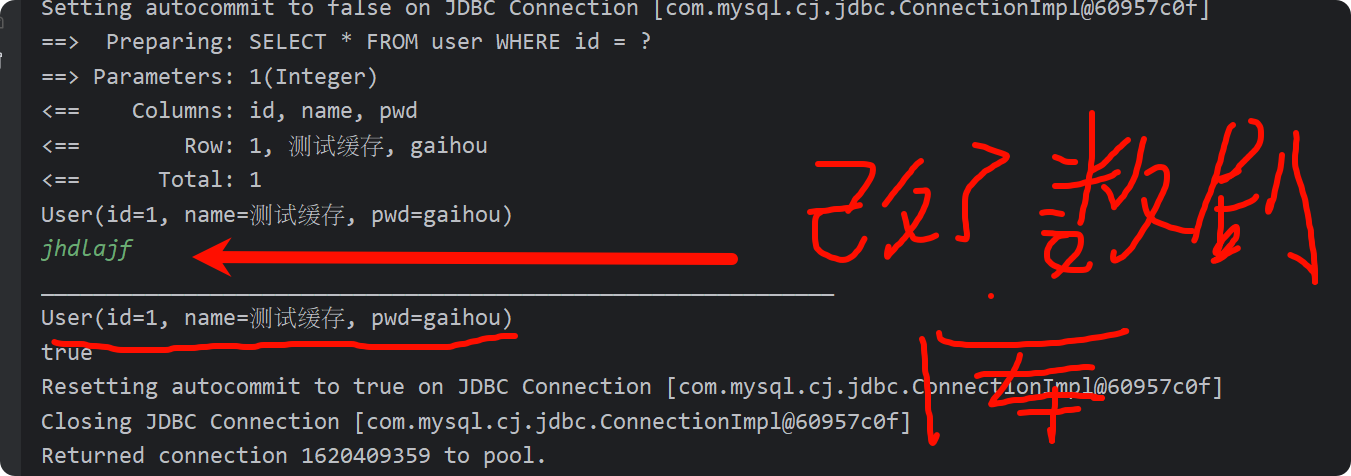 Setting autocommit to false on JDBC Connection [com.mysql.cj.jdbc.ConnectionImpl@60957c0f]
==>  Preparing: SELECT * FROM user WHERE id = ?
==> Parameters: 1(Integer)
<==    Columns: id, name, pwd
<==        Row: 1, 测试缓存, gaihou
<==      Total: 1
User(id=1, name=测试缓存, pwd=gaihou)
jhdlajf
改了数据
User(id=1, name=测试缓存, pwd=gaihou)
true
库
Resetting autocommit to true on JDBC Connection [com.mysql.cj.jdbc.ConnectionImpl@60957c0f]
Closing JDBC Connection [com.mysql.cj.jdbc.ConnectionImpl@60957c0f]
Returned connection 1620409359 to pool.